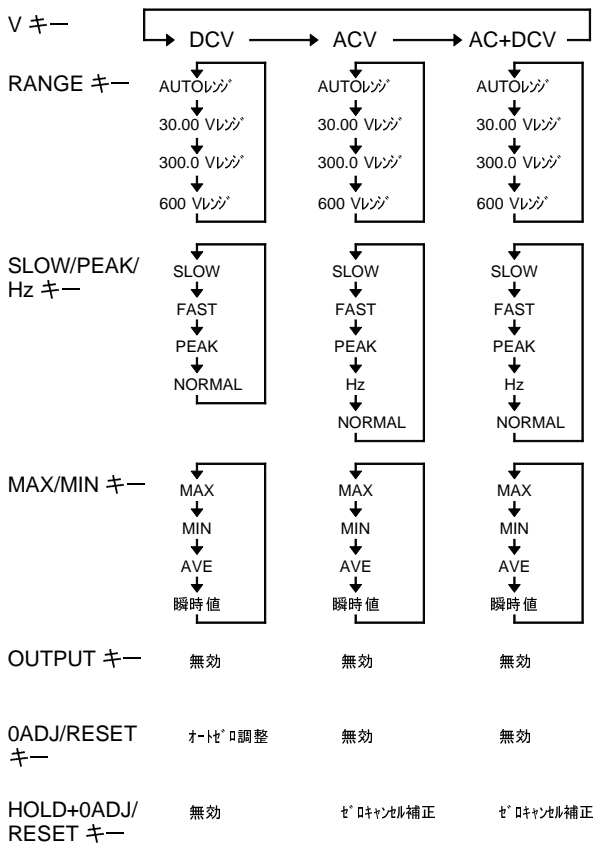 V キー
DCV ACV AC+DCV
RANGE キー
AUTOﾚﾝｼﾞ AUTOﾚﾝｼﾞ AUTOﾚﾝｼﾞ
30.00 Vﾚﾝｼﾞ 30.00 Vﾚﾝｼﾞ 30.00 Vﾚﾝｼﾞ
300.0 Vﾚﾝｼﾞ 300.0 Vﾚﾝｼﾞ 300.0 Vﾚﾝｼﾞ
600 Vﾚﾝｼﾞ 600 Vﾚﾝｼﾞ 600 Vﾚﾝｼﾞ
SLOW/PEAK/
Hz キー
SLOW SLOW SLOW
FAST FAST FAST
PEAK PEAK PEAK
NORMAL Hz Hz
NORMAL NORMAL
MAX/MIN キー
MAX MAX MAX
MIN MIN MIN
AVE AVE AVE
瞬時値 瞬時値 瞬時値
OUTPUT キー 無効 無効 無効
0ADJ/RESET
キー
ｵｰﾄｾﾞﾛ調整 無効 無効
HOLD+0ADJ/
RESET キー
無効 ｾﾞﾛｷｬﾝｾﾙ補正 ｾﾞﾛｷｬﾝｾﾙ補正